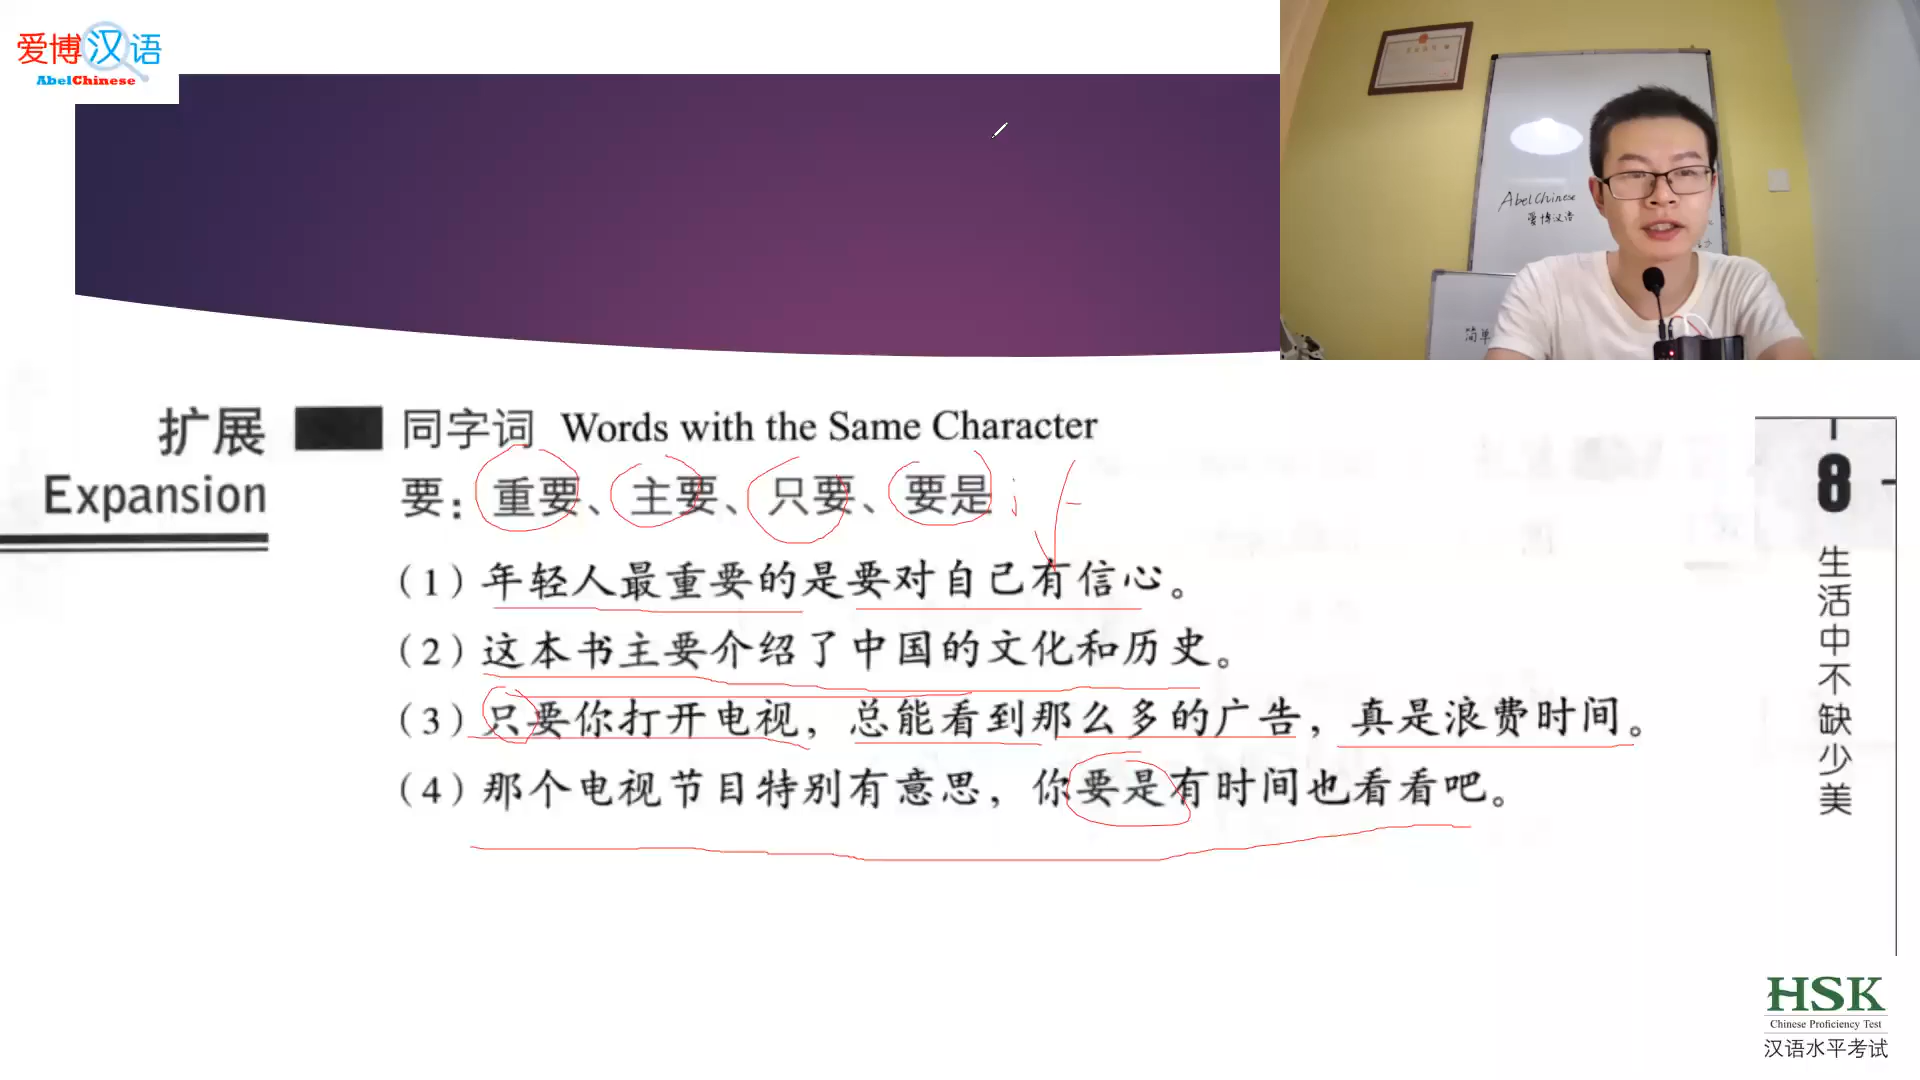 爱博汉语
AbelChinese
AbelChinese
爱博汉语
简单
扩展
Expansion
同字词 Words with the Same Character
要：重要、主要、只要、要是 if
（1）年轻人最重要的是要对自己有信心。
（2）这本书主要介绍了中国的文化和历史。
（3）只要你打开电视，总能看到那么多的广告，真是浪费时间。
（4）那个电视节目特别有意思，你要是有时间也看看吧。
8
生活中不缺少美
HSK
Chinese Proficiency Test
汉语水平考试